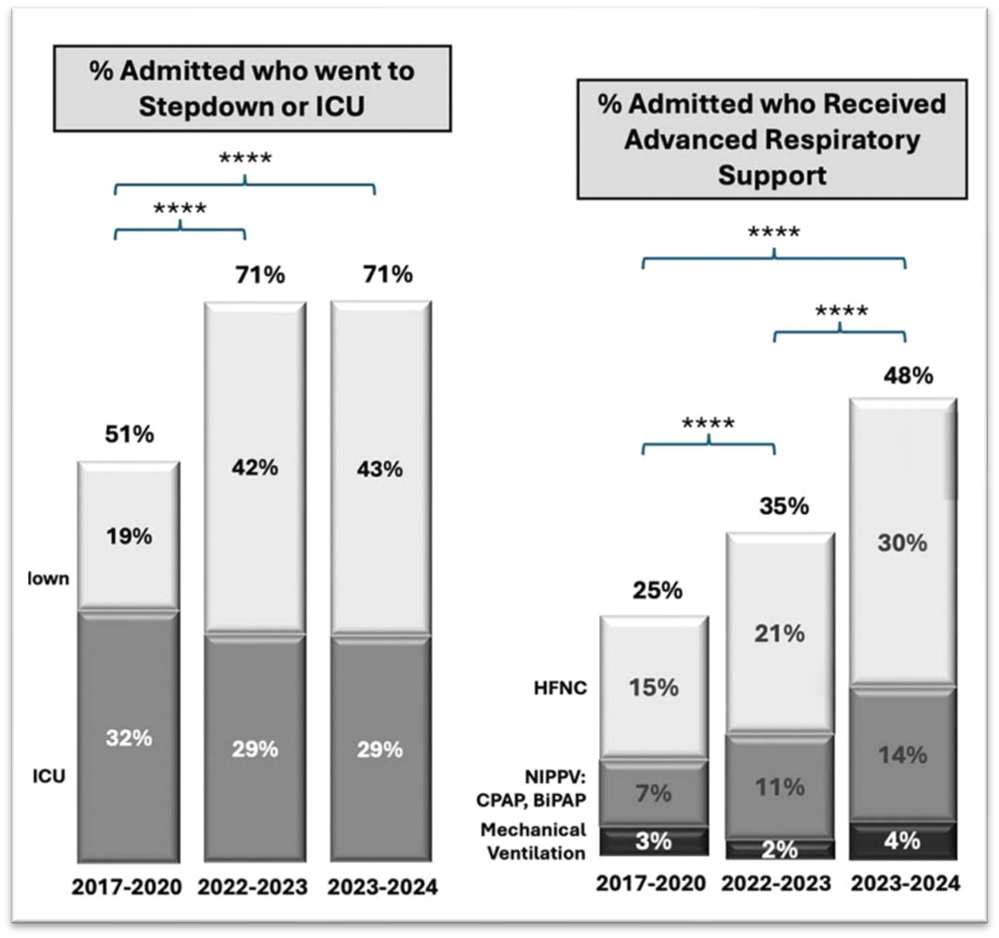 % Admitted who went to
Stepdown or ICU
****
****
71%
71%
51%
42%
43%
19%
lown
32%
29%
29%
ICU
2017-2020
2022-2023
2023-2024
% Admitted who Received
Advanced Respiratory
Support
****
****
48%
****
35%
30%
25%
21%
HFNC
15%
14%
NIPPV:
CPAP, BiPAP
7%
11%
Mechanical
Ventilation
3%
2%
4%
2017-2020
2022-2023
2023-2024